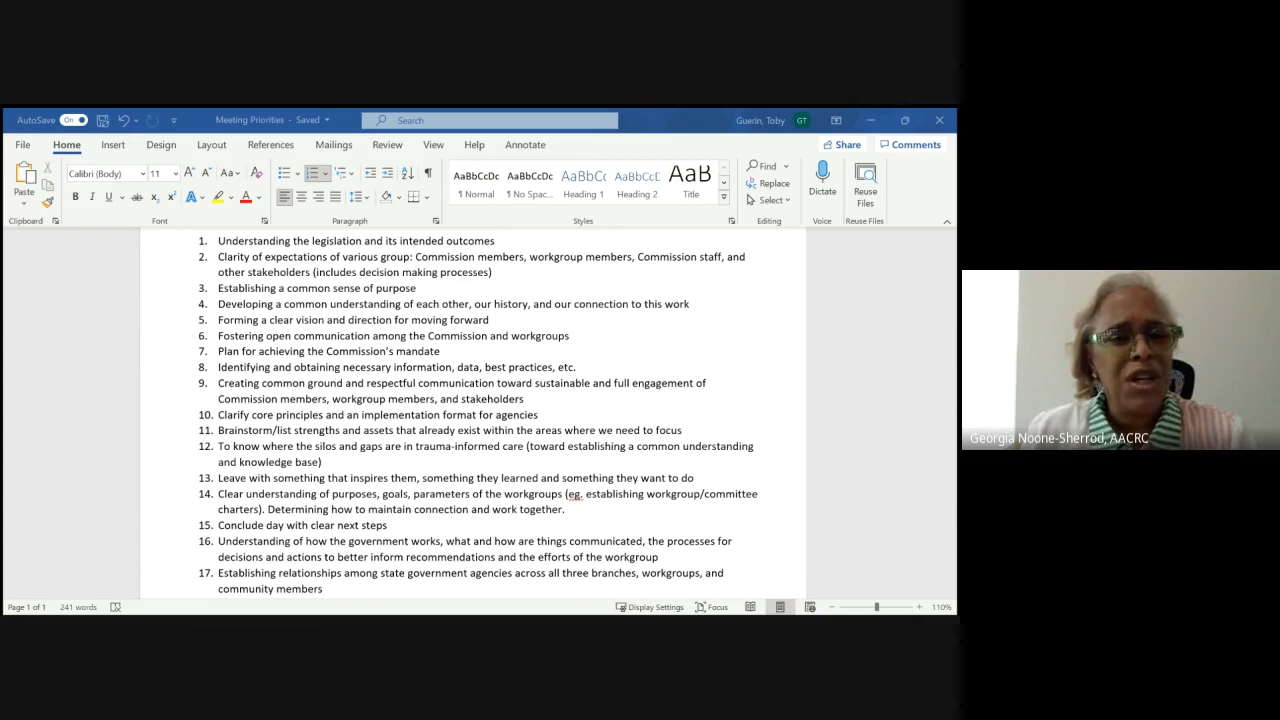 AutoSave On Meeting Priorities - Saved Search Guerin, Toby GT
File Home Insert Design Layout References Mailings Review View Help Annotate Share Comments
Paste Calibri (Body) 11 Aa AaBbCcDc AaBbCcDc AaBbCc AaBbCcD AaB Find Replace Select Dictate Reuse Files
B I U ab x₂ x² A A ¶ Normal ¶ No Spac... Heading 1 Heading 2 Title
Clipboard Font Paragraph Styles Editing Voice Reuse Files
1. Understanding the legislation and its intended outcomes
2. Clarity of expectations of various group: Commission members, workgroup members, Commission staff, and
other stakeholders (includes decision making processes)
3. Establishing a common sense of purpose
4. Developing a common understanding of each other, our history, and our connection to this work
5. Forming a clear vision and direction for moving forward
6. Fostering open communication among the Commission and workgroups
7. Plan for achieving the Commission's mandate
8. Identifying and obtaining necessary information, data, best practices, etc.
9. Creating common ground and respectful communication toward sustainable and full engagement of
Commission members, workgroup members, and stakeholders
10. Clarify core principles and an implementation format for agencies
11. Brainstorm/list strengths and assets that already exist within the areas where we need to focus
12. To know where the silos and gaps are in trauma-informed care (toward establishing a common understanding
and knowledge base)
13. Leave with something that inspires them, something they learned and something they want to do
14. Clear understanding of purposes, goals, parameters of the workgroups (eg. establishing workgroup/committee
charters). Determining how to maintain connection and work together.
15. Conclude day with clear next steps
16. Understanding of how the government works, what and how are things communicated, the processes for
decisions and actions to better inform recommendations and the efforts of the workgroup
17. Establishing relationships among state government agencies across all three branches, workgroups, and
community members
Page 1 of 1 241 words Display Settings Focus 110%
Georgia Noone-Sherrod, AACRC